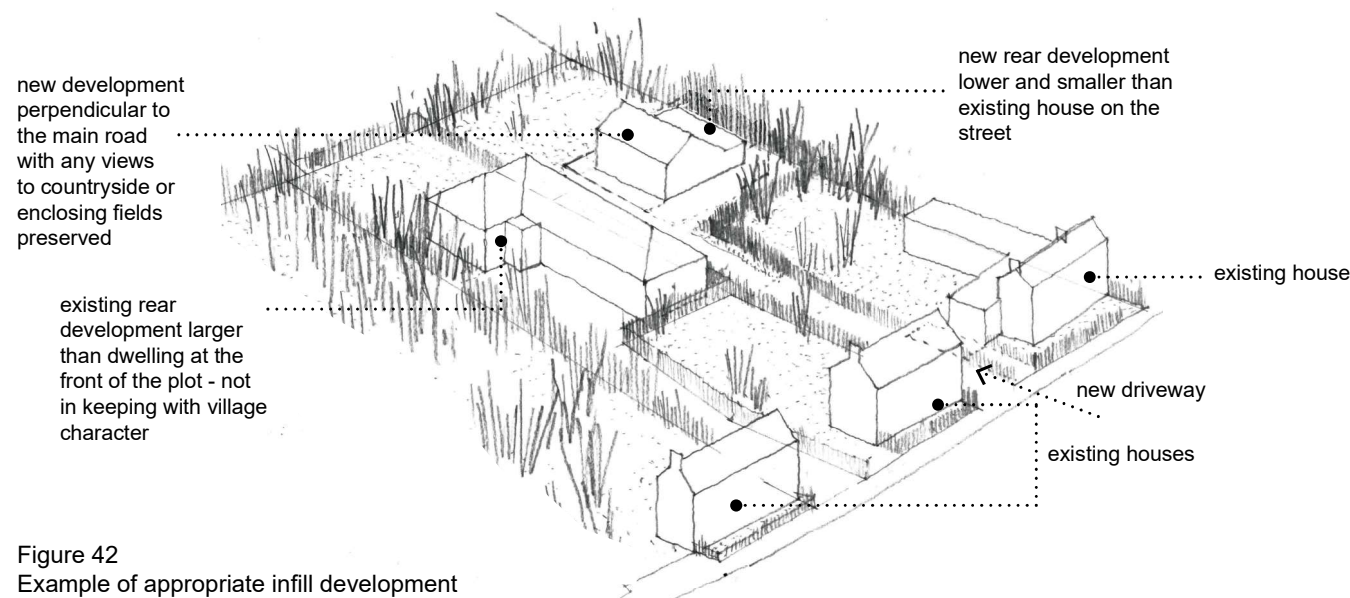 new development
perpendicular to
the main road
with any views
to countryside or
enclosing fields
preserved
new rear development
lower and smaller than
existing house on the
street
existing rear
development larger
than dwelling at the
front of the plot - not
in keeping with village
character
existing house
new driveway
existing houses
Figure 42
Example of appropriate infill development